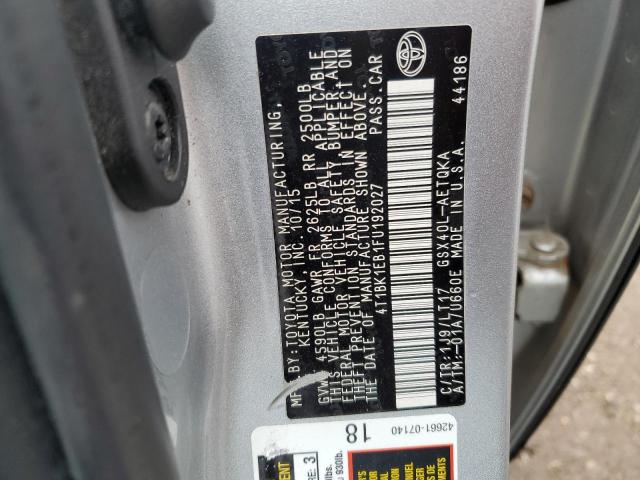 MFD. BY: TOYOTA MOTOR MANUFACTURING,
KENTUCKY, INC. 10/15
GVWR 4590LB GAWR FR 2625LB RR 2500LB
THIS VEHICLE CONFORMS TO ALL APPLICABLE
FEDERAL MOTOR VEHICLE SAFETY, BUMPER, AND
THEFT PREVENTION STANDARDS IN EFFECT ON
THE DATE OF MANUFACTURE SHOWN ABOVE.
4T1BK1EB1FU192027 PASS.CAR
C/TR: 1J9/LT17 GSX40L-AETQKA
A/TM: -01A/U660E MADE IN U.S.A.
44186
42661-07140
18